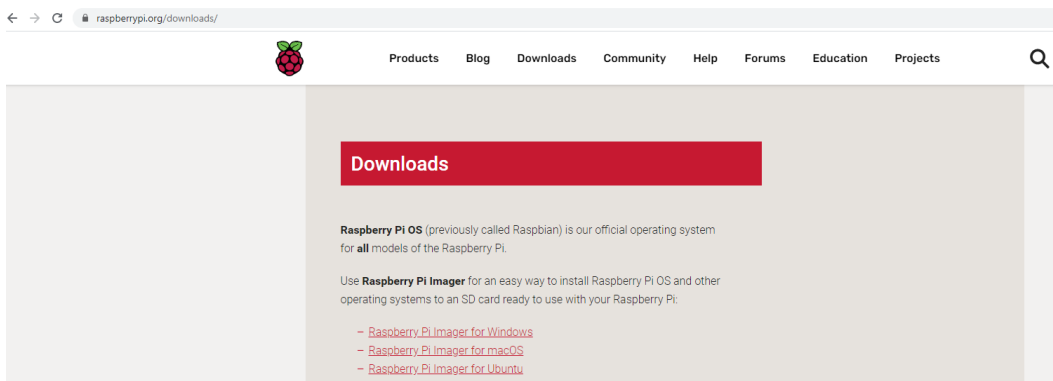 raspberrypi.org/downloads/
Products Blog Downloads Community Help Forums Education Projects
Downloads
Raspberry Pi OS (previously called Raspbian) is our official operating system
for all models of the Raspberry Pi.
Use Raspberry Pi Imager for an easy way to install Raspberry Pi OS and other
operating systems to an SD card ready to use with your Raspberry Pi:
– Raspberry Pi Imager for Windows
– Raspberry Pi Imager for macOS
– Raspberry Pi Imager for Ubuntu